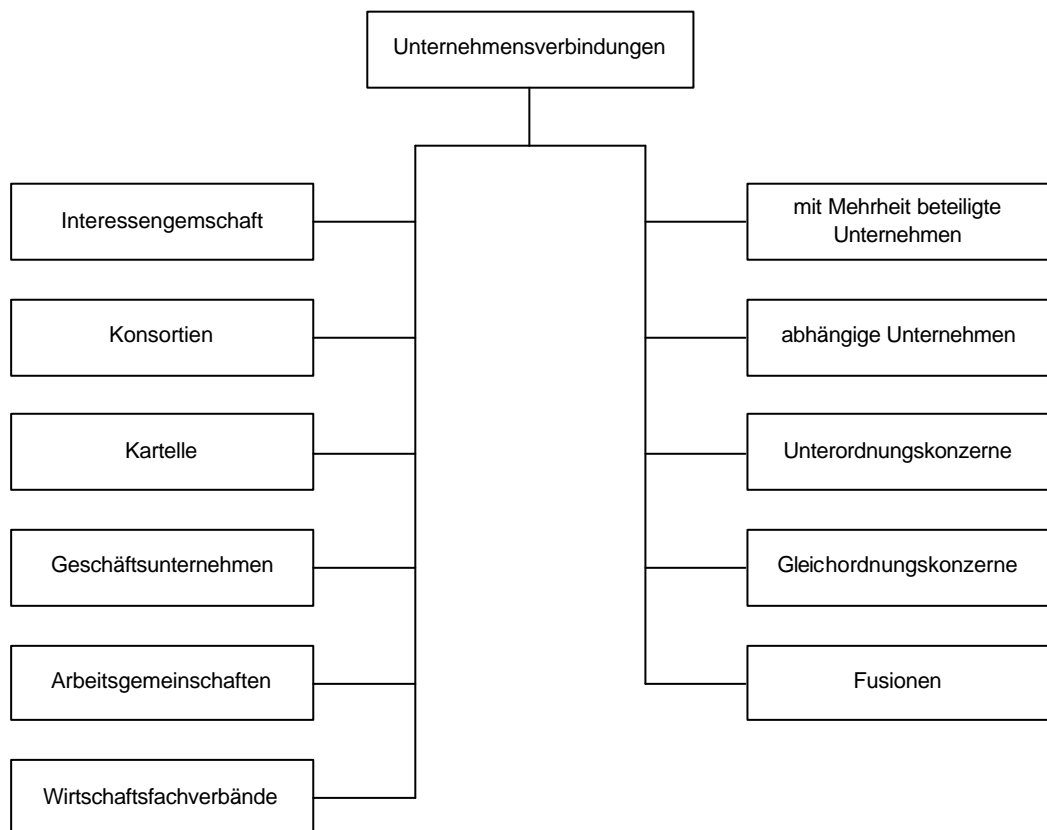 Unternehmensverbindungen
Interessengemschaft
Konsortien
Kartelle
Geschäftsunternehmen
Arbeitsgemeinschaften
Wirtschaftsfachverbände
mit Mehrheit beteiligte
Unternehmen
abhängige Unternehmen
Unterordnungskonzerne
Gleichordnungskonzerne
Fusionen